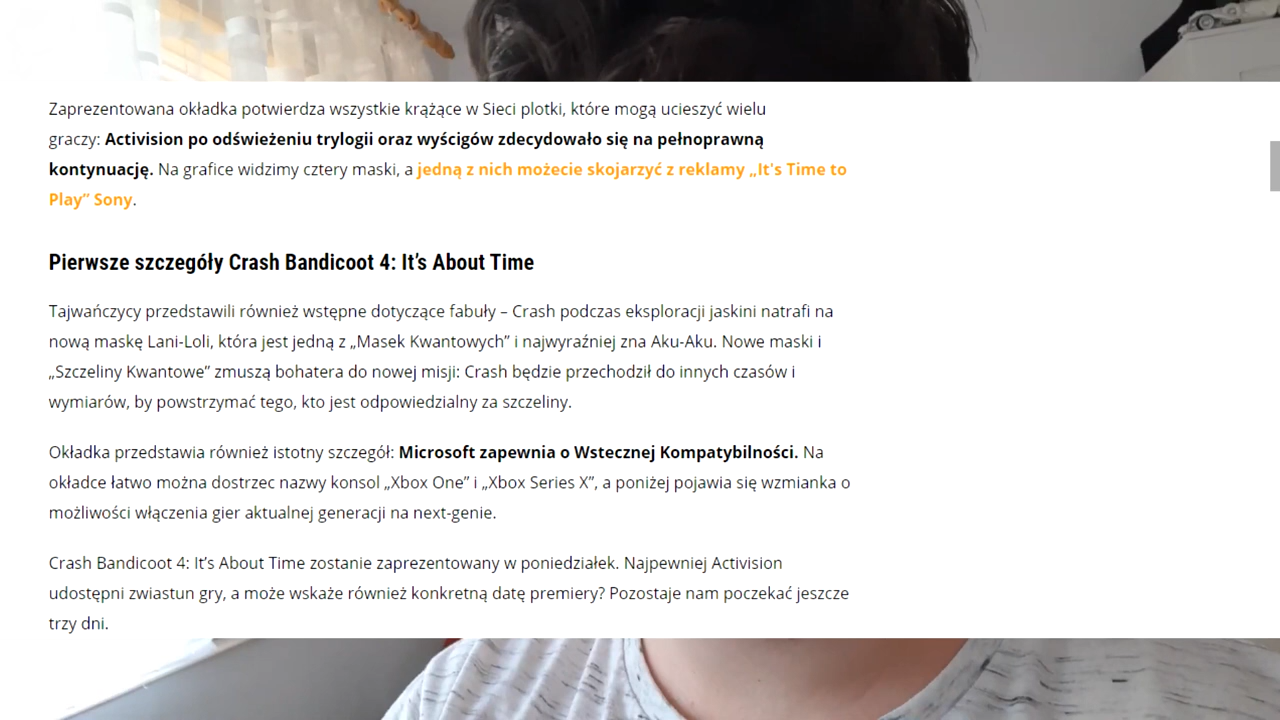 Zaprezentowana okładka potwierdza wszystkie krążące w Sieci plotki, które mogą ucieszyć wielu
graczy: Activision po odświeżeniu trylogii oraz wyścigów zdecydowało się na pełnoprawną
kontynuację. Na grafice widzimy cztery maski, a jedną z nich możecie skojarzyć z reklamy „It's Time to
Play” Sony.
Pierwsze szczegóły Crash Bandicoot 4: It’s About Time
Tajwańczycy przedstawili również wstępne dotyczące fabuły – Crash podczas eksploracji jaskini natrafi na
nową maskę Lani-Loli, która jest jedną z „Masek Kwantowych” i najwyraźniej zna Aku-Aku. Nowe maski i
„Szczeliny Kwantowe” zmuszą bohatera do nowej misji: Crash będzie przechodził do innych czasów i
wymiarów, by powstrzymać tego, kto jest odpowiedzialny za szczeliny.
Okładka przedstawia również istotny szczegół: Microsoft zapewnia o Wstecznej Kompatybilności. Na
okładce łatwo można dostrzec nazwy konsol „Xbox One” i „Xbox Series X”, a poniżej pojawia się wzmianka o
możliwości włączenia gier aktualnej generacji na next-genie.
Crash Bandicoot 4: It’s About Time zostanie zaprezentowany w poniedziałek. Najpewniej Activision
udostępni zwiastun gry, a może wskaże również konkretną datę premiery? Pozostaje nam poczekać jeszcze
trzy dni.